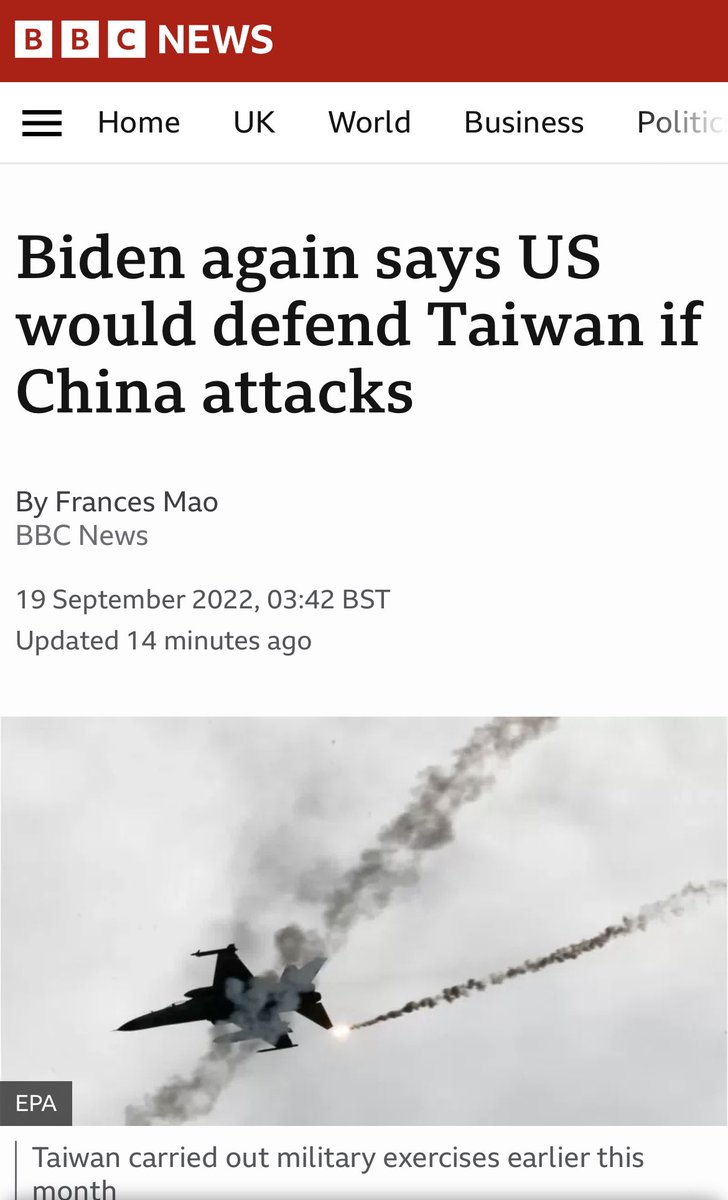 BBC NEWS
Home UK World Business Politic
Biden again says US
would defend Taiwan if
China attacks
By Frances Mao
BBC News
19 September 2022, 03:42 BST
Updated 14 minutes ago
EPA
Taiwan carried out military exercises earlier this
month